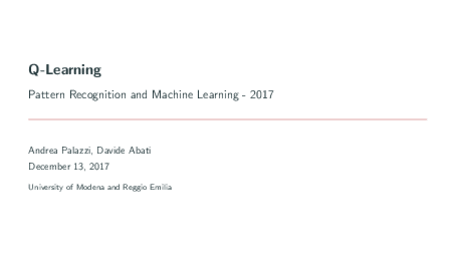 Q-Learning
Pattern Recognition and Machine Learning - 2017
Andrea Palazzi, Davide Abati
December 13, 2017
University of Modena and Reggio Emilia